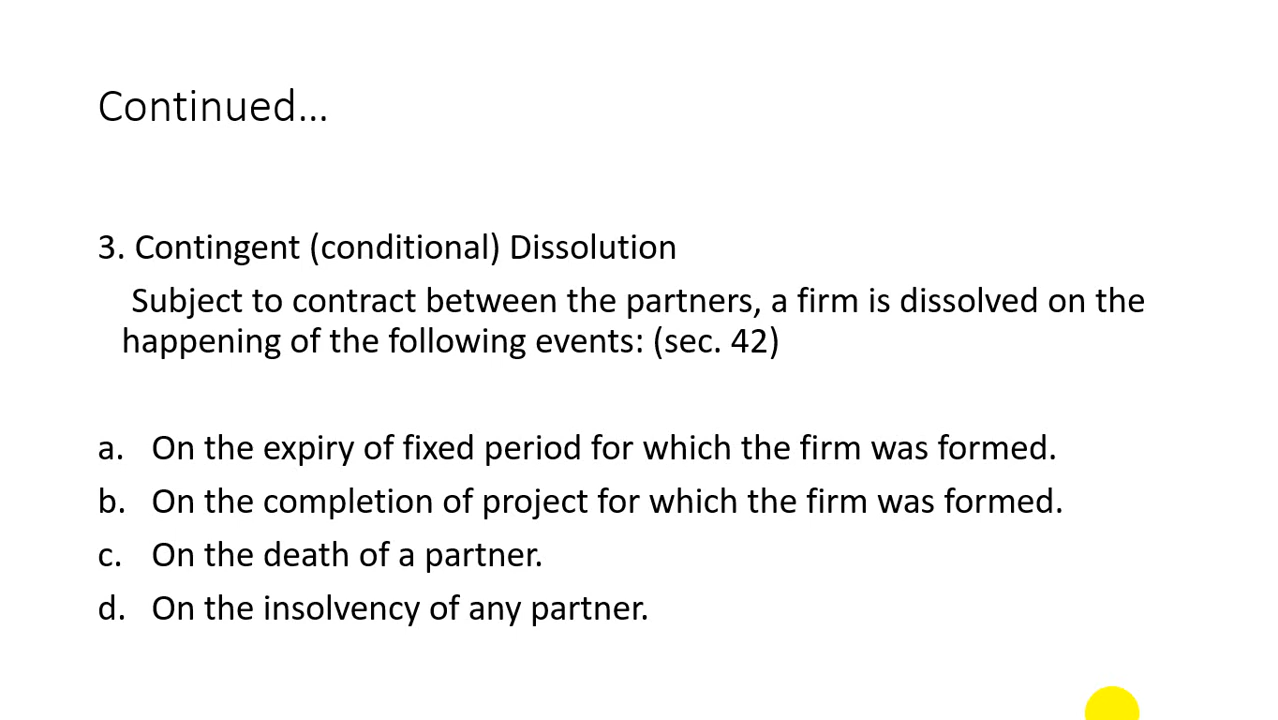 Continued...
3. Contingent (conditional) Dissolution
Subject to contract between the partners, a firm is dissolved on the
happening of the following events: (sec. 42)
a. On the expiry of fixed period for which the firm was formed.
b. On the completion of project for which the firm was formed.
c. On the death of a partner.
d. On the insolvency of any partner.